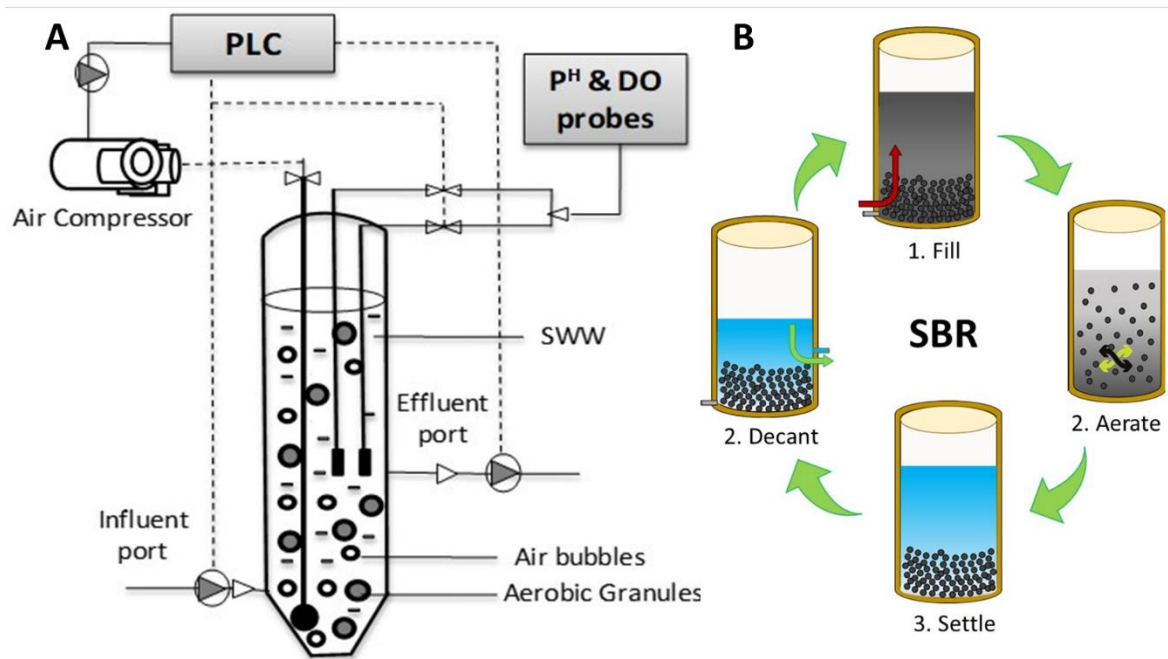 A
PLC
P^H & DO
probes
Air Compressor
SWW
Effluent
port
Influent
port
Air bubbles
Aerobic Granules
B
1. Fill
SBR
2. Decant
2. Aerate
3. Settle